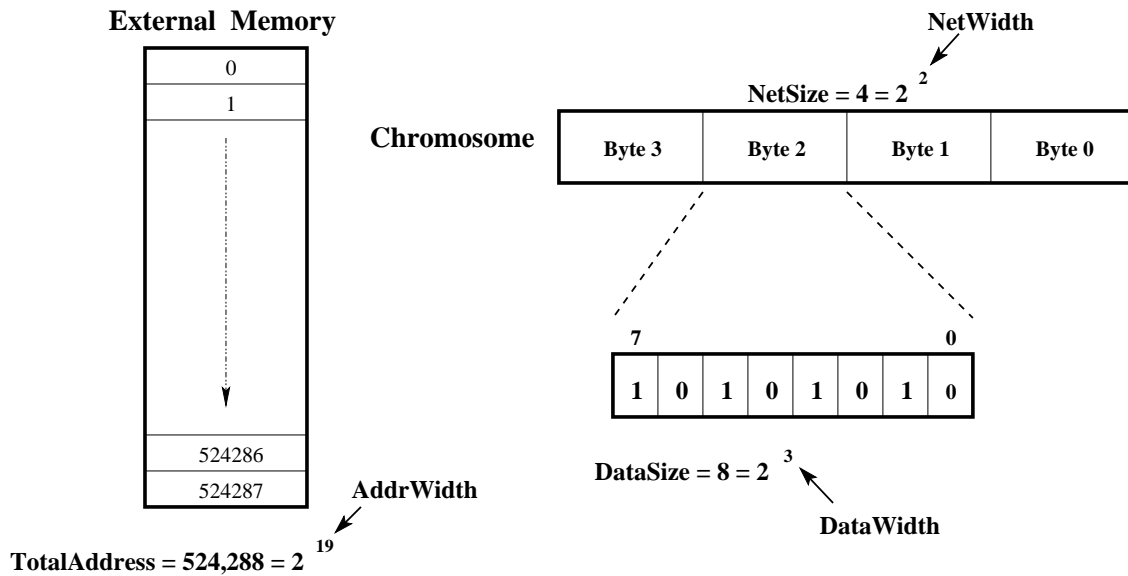 External Memory
0
1
524286
524287
AddrWidth
TotalAddress = 524,288 = 2^19
NetWidth
NetSize = 4 = 2^2
Chromosome
Byte 3 Byte 2 Byte 1 Byte 0
7 0
1 0 1 0 1 0 1 0
DataSize = 8 = 2^3
DataWidth